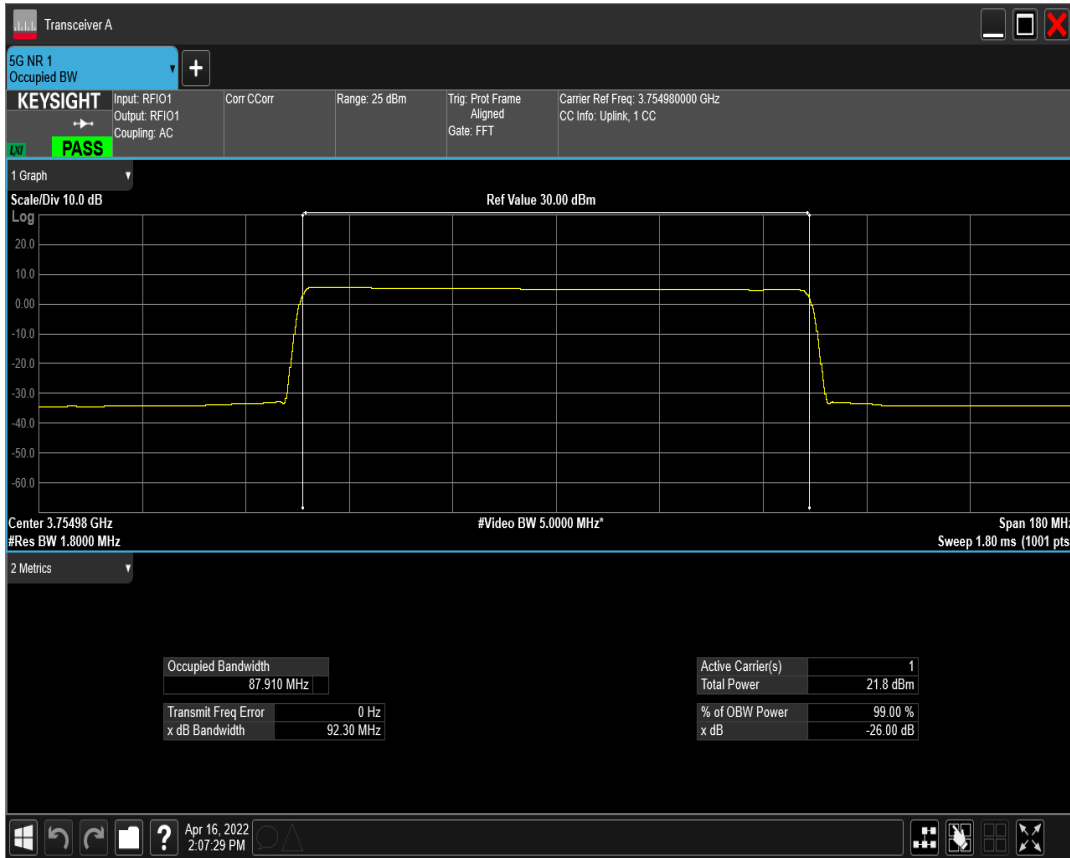 Transceiver A
5G NR 1
Occupied BW
+
KEYSIGHT
LXI
PASS
Input: RFIO1
Output: RFIO1
Coupling: AC
Corr CCorr
Range: 25 dBm
Trig: Prot Frame
Aligned
Gate: FFT
Carrier Ref Freq: 3.754980000 GHz
CC Info: Uplink, 1 CC
1 Graph
Scale/Div 10.0 dB
Ref Value 30.00 dBm
Log
20.0
10.0
0.00
-10.0
-20.0
-30.0
-40.0
-50.0
-60.0
Center 3.75498 GHz
#Video BW 5.0000 MHz*
Span 180 MHz
#Res BW 1.8000 MHz
Sweep 1.80 ms (1001 pts
2 Metrics
Occupied Bandwidth
87.910 MHz
Transmit Freq Error 0 Hz
x dB Bandwidth 92.30 MHz
Active Carrier(s) 1
Total Power 21.8 dBm
% of OBW Power 99.00 %
x dB -26.00 dB
?
Apr 16, 2022
2:07:29 PM